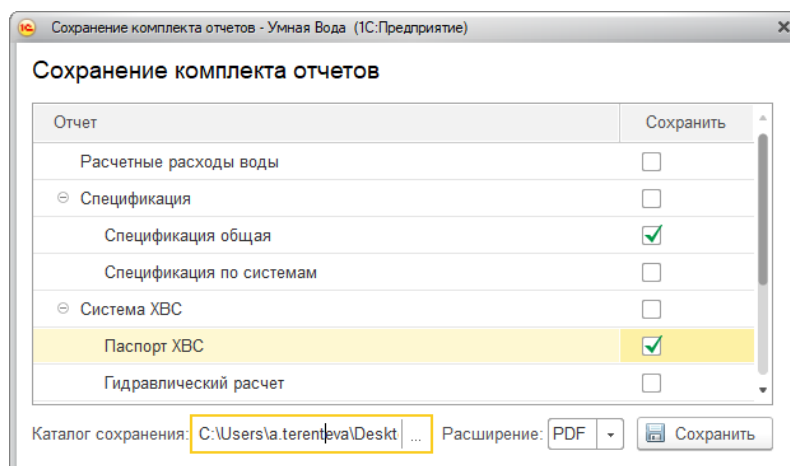 Сохранение комплекта отчетов - Умная Вода (1С:Предприятие)
Сохранение комплекта отчетов
Отчет Сохранить
Расчетные расходы воды
Спецификация
Спецификация общая
Спецификация по системам
Система ХВС
Паспорт ХВС
Гидравлический расчет
Каталог сохранения: C:\Users\a.terenteva\Deskt ... Расширение: PDF Сохранить